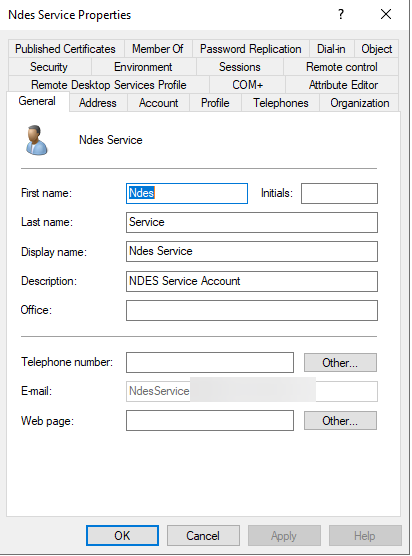 Ndes Service Properties ? ×
Published Certificates Member Of Password Replication Dial-in Object
Security Environment Sessions Remote control
Remote Desktop Services Profile COM+ Attribute Editor
General Address Account Profile Telephones Organization
Ndes Service
First name: Ndes Initials:
Last name: Service
Display name: Ndes Service
Description: NDES Service Account
Office:
Telephone number: Other...
E-mail: NdesService
Web page: Other...
OK Cancel Apply Help